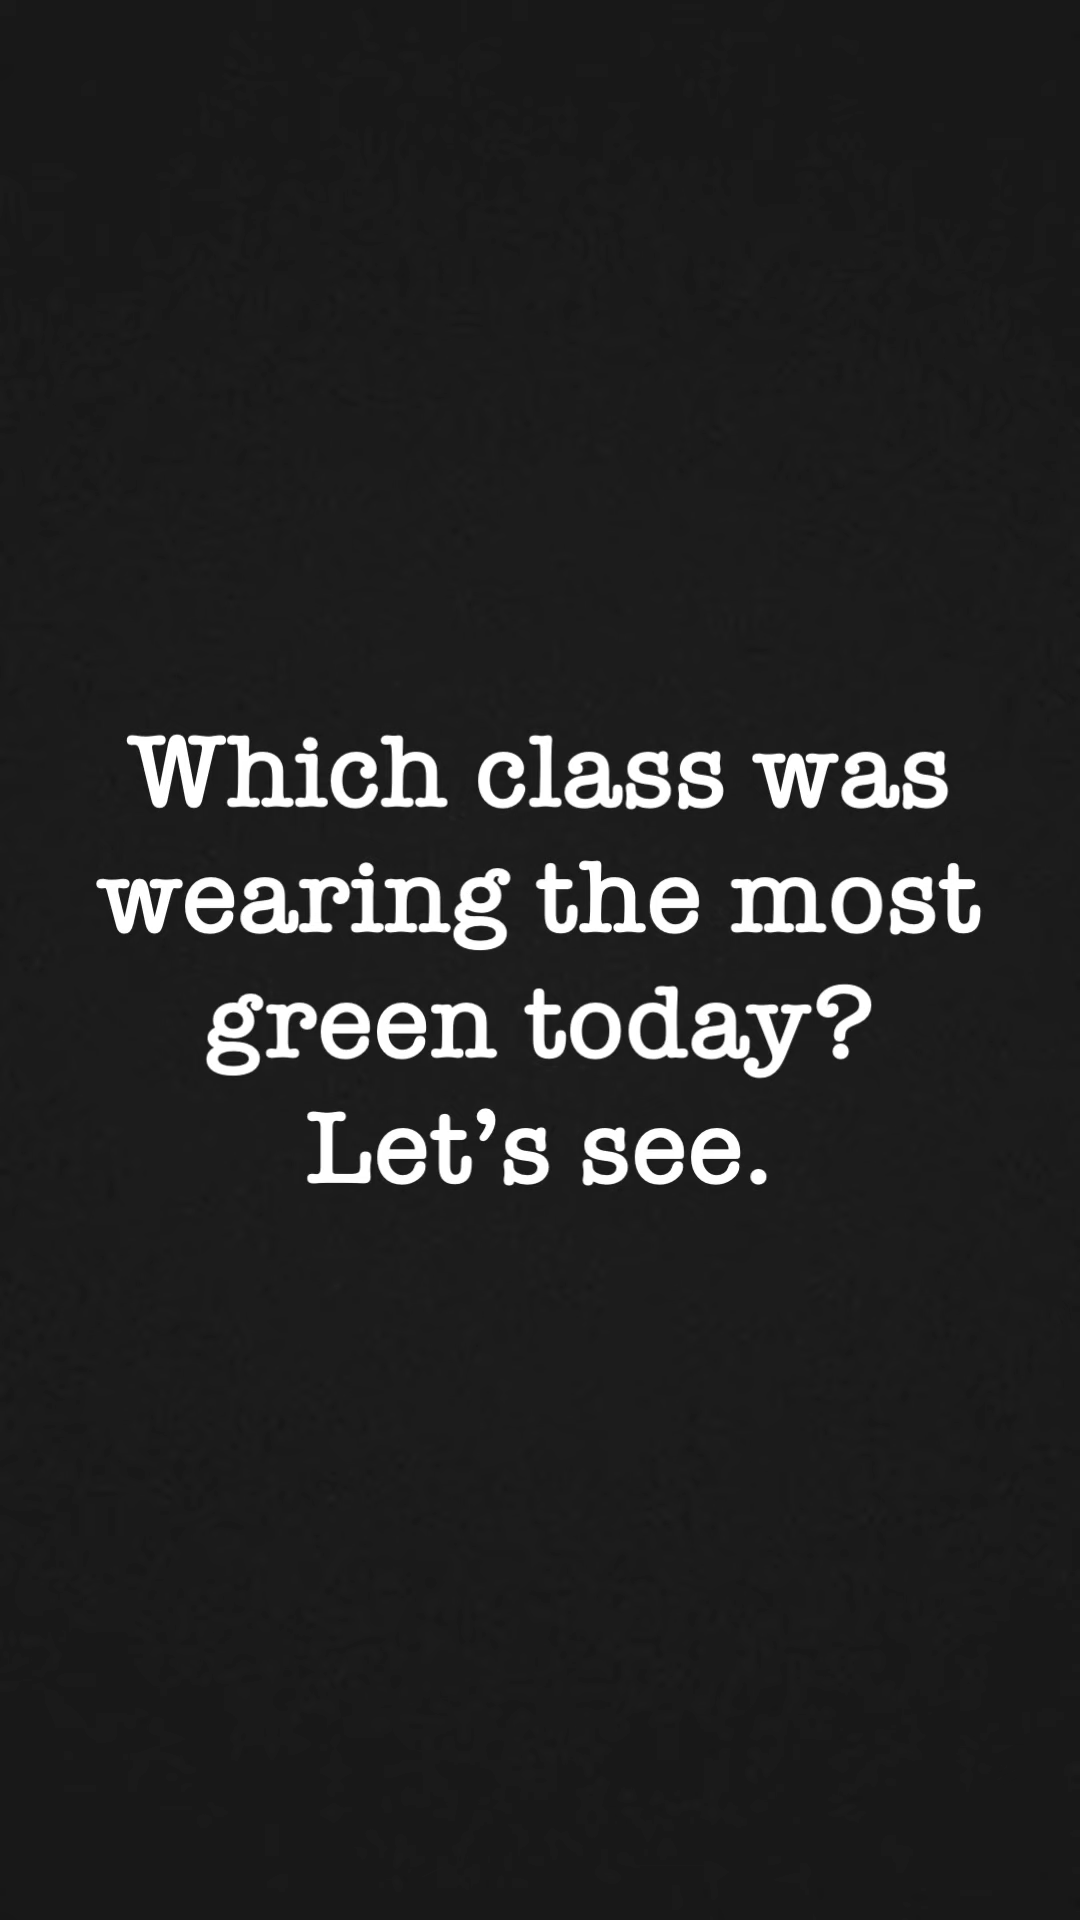 Which class was
wearing the most
green today?
Let’s see.